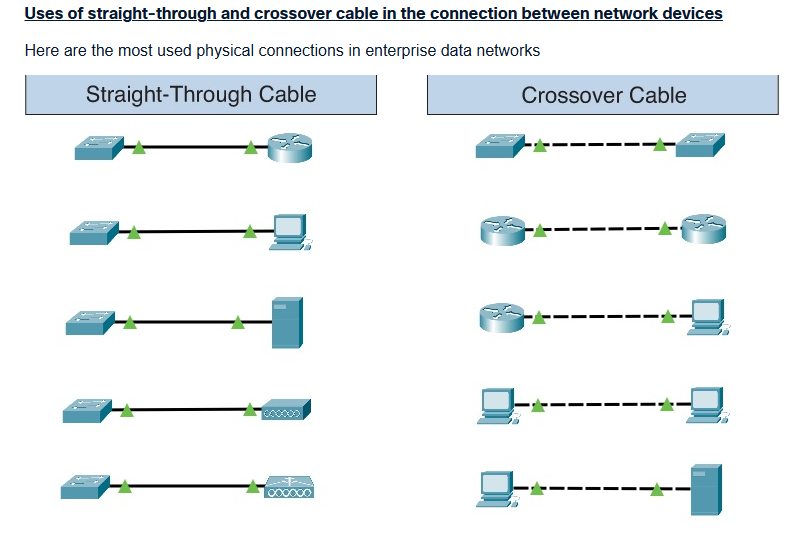 Uses of straight-through and crossover cable in the connection between network devices
Here are the most used physical connections in enterprise data networks
Straight-Through Cable
Crossover Cable